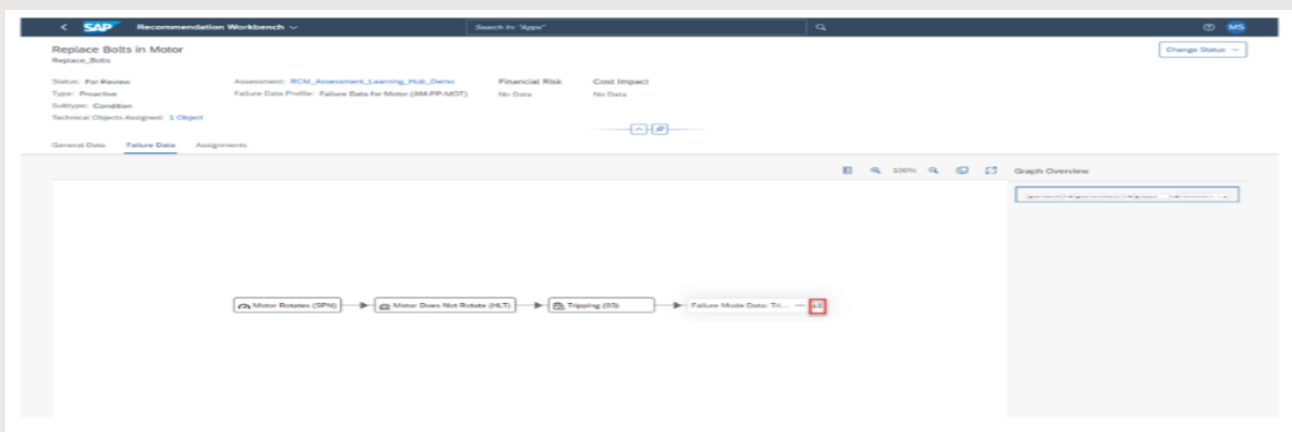 SAP Recommendation Workbench Search In: "Apps" MS
Replace Bolts in Motor Change Status
Replace_Bolts
Status: For Review Assessment: RCM_Assessment_Learning_Hub_Demo Financial Risk Cost Impact
Type: Proactive Failure Data Profile: Failure Data for Motor (AM-PP-MOT) No Data No Data
Subtype: Condition
Technical Objects Assigned: 1 Object
General Data Failure Data Assignments
100% Graph Overview
Motor Rotates (SPN) Motor Does Not Rotate (HLT) Tripping (03) Failure Mode Data: Tri...